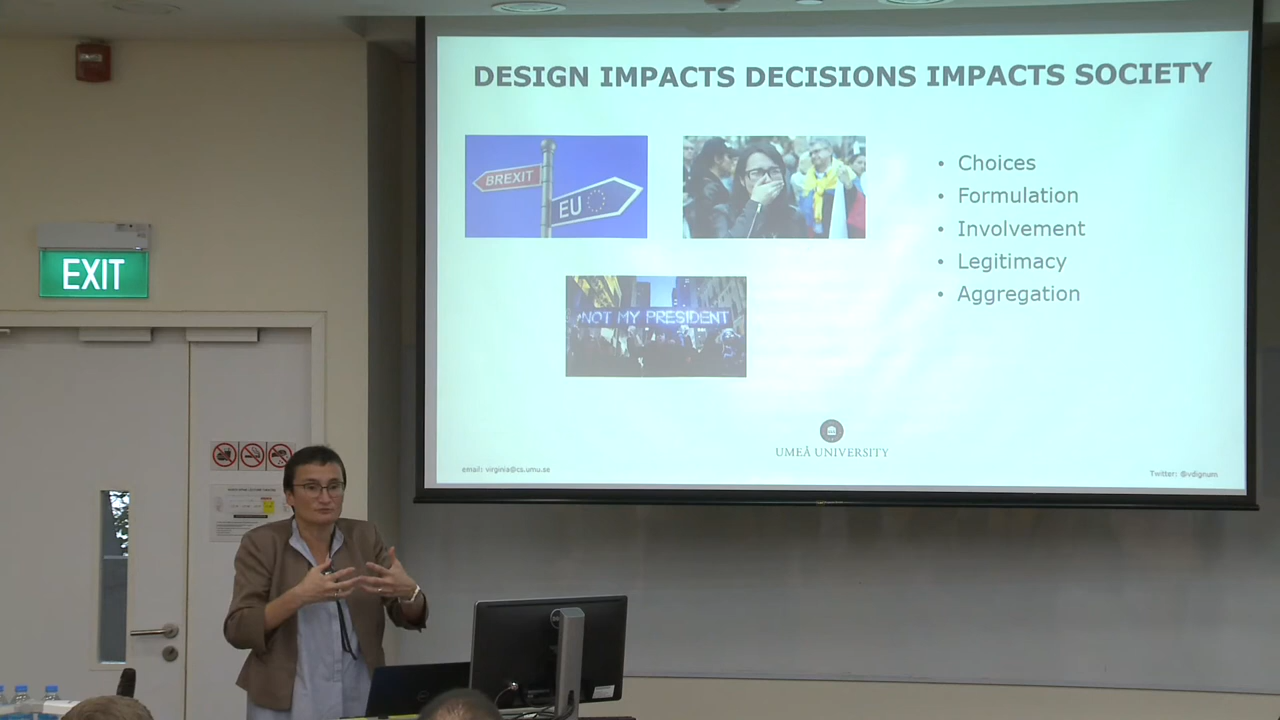 DESIGN IMPACTS DECISIONS IMPACTS SOCIETY
BREXIT
EU
NOT MY PRESIDENT
• Choices
• Formulation
• Involvement
• Legitimacy
• Aggregation
UMEÅ UNIVERSITY
email: virginia@cs.umu.se
Twitter: @vdignum
EXIT
DELL